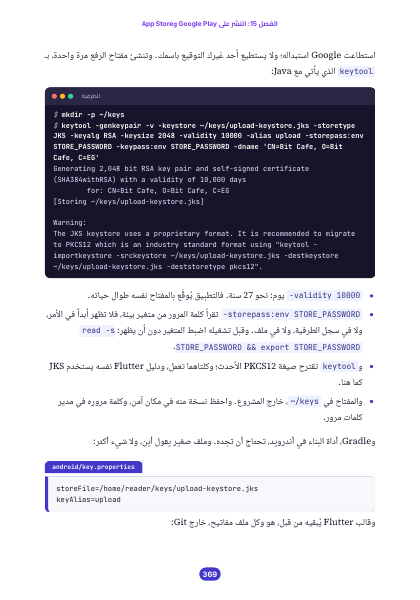 الفصل 15: النشر على Google Play وApp Store
استطاعت Google استبداله؛ ولا يستطيع أحد غيرك التوقيع باسمك. وتنشئ مفتاح الرفع مرة واحدة، بـ
keytool الذي يأتي مع Java:
الطرفية
$ mkdir -p ~/keys
$ keytool -genkeypair -v -keystore ~/keys/upload-keystore.jks -storetype
JKS -keyalg RSA -keysize 2048 -validity 10000 -alias upload -storepass:env
STORE_PASSWORD -keypass:env STORE_PASSWORD -dname 'CN=Bit Cafe, O=Bit
Cafe, C=EG'
Generating 2,048 bit RSA key pair and self-signed certificate
(SHA384withRSA) with a validity of 10,000 days
for: CN=Bit Cafe, O=Bit Cafe, C=EG
[Storing ~/keys/upload-keystore.jks]
Warning:
The JKS keystore uses a proprietary format. It is recommended to migrate
to PKCS12 which is an industry standard format using "keytool -
importkeystore -srckeystore ~/keys/upload-keystore.jks -destkeystore
~/keys/upload-keystore.jks -deststoretype pkcs12".
• -validity 10000 يوم: نحو 27 سنة. فالتطبيق يُوقَّع بالمفتاح نفسه طوال حياته.
• -storepass:env STORE_PASSWORD تقرأ كلمة المرور من متغير بيئة، فلا تظهر أبداً في الأمر،
ولا في سجل الطرفية، ولا في ملف. وقبل تشغيله اضبط المتغير دون أن يظهر: read -s
STORE_PASSWORD && export STORE_PASSWORD.
• وkeytool تقترح صيغة PKCS12 الأحدث؛ وكلتاهما تعمل، ودليل Flutter نفسه يستخدم JKS
كما هنا.
• والمفتاح في ~/keys، خارج المشروع. واحفظ نسخة منه في مكان آمن، وكلمة مروره في مدير
كلمات مرور.
وGradle، أداة البناء في أندرويد، تحتاج أن تجده. وملف صغير يقول أين، ولا شيء أكثر:
android/key.properties
storeFile=/home/reader/keys/upload-keystore.jks
keyAlias=upload
وقالب Flutter يُبقيه من قبل، هو وكل ملف مفاتيح، خارج Git:
369